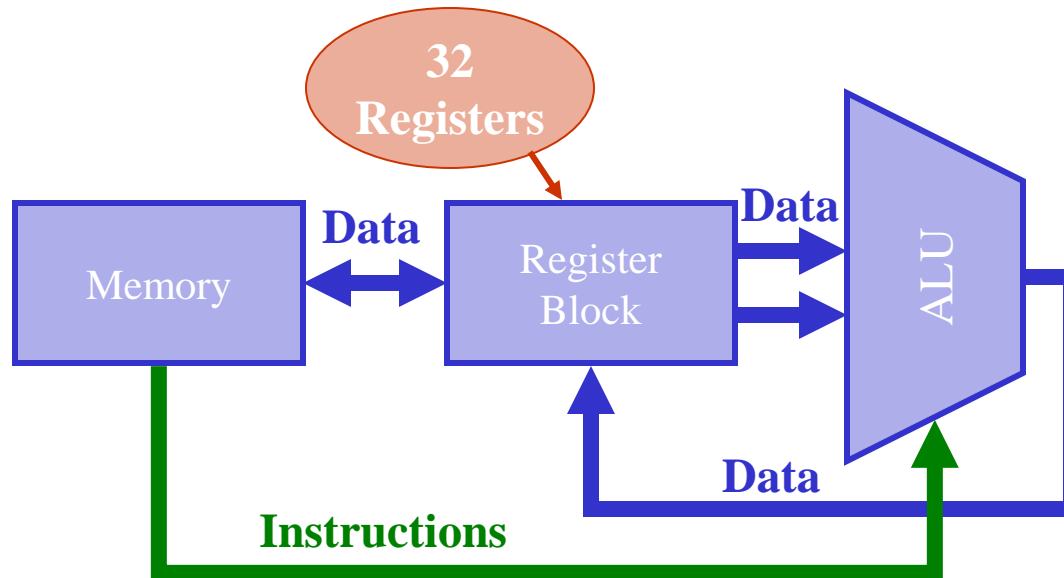 32
Registers
Data
Data
Memory
Register
Block
ALU
Data
Instructions